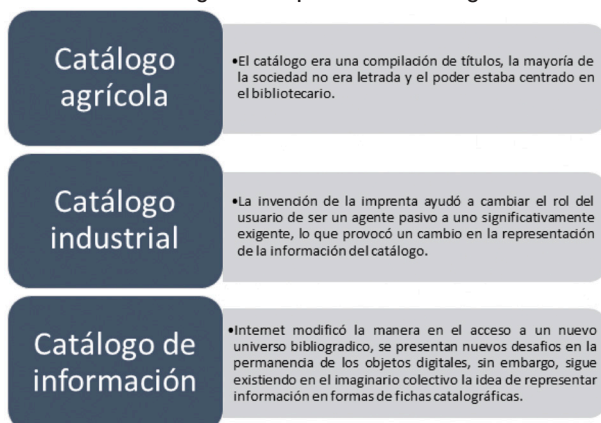 Catálogo
agrícola
•El catálogo era una compilación de títulos, la mayoría de
la sociedad no era letrada y el poder estaba centrado en
el bibliotecario.
Catálogo
industrial
•La invención de la imprenta ayudó a cambiar el rol del
usuario de ser un agente pasivo a uno significativamente
exigente, lo que provocó un cambio en la representación
de la información del catálogo.
Catálogo de
información
•Internet modificó la manera en el acceso a un nuevo
universo bibliogradico, se presentan nuevos desafios en la
permanencia de los objetos digitales, sin embargo, sigue
existiendo en el imaginario colectivo la idea de representar
información en formas de fichas catalográficas.